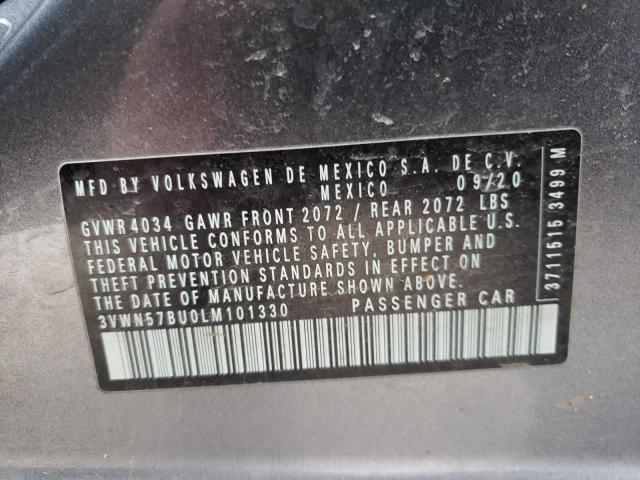 MFD BY VOLKSWAGEN DE MEXICO S.A. DE C.V.
MEXICO 09/20
GVWR 4034 GAWR FRONT 2072 / REAR 2072 LBS
THIS VEHICLE CONFORMS TO ALL APPLICABLE U.S.
FEDERAL MOTOR VEHICLE SAFETY, BUMPER AND
THEFT PREVENTION STANDARDS IN EFFECT ON
THE DATE OF MANUFACTURE SHOWN ABOVE.
3VWN57BU0LM101330 PASSENGER CAR
3711515 3499 M